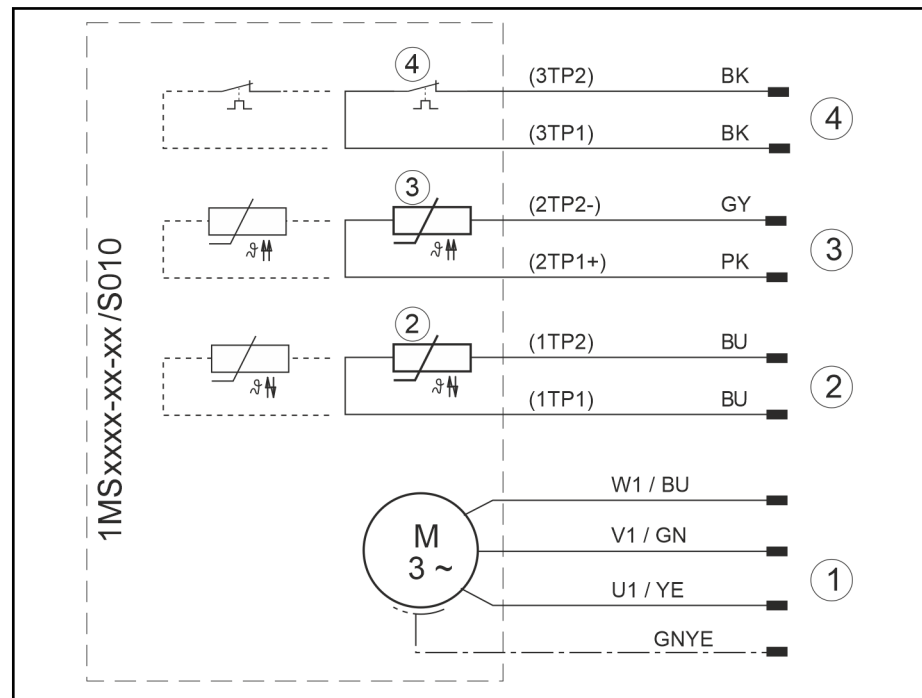 1MSxxxx-xx-xx/S010
4
(3TP2) BK
4
(3TP1) BK
3
(2TP2-) GY
ϑ ϑ
3
(2TP1+) PK
2
(1TP2) BU
ϑ ϑ
2
(1TP1) BU
W1 / BU
M
3 ~
V1 / GN
1
U1 / YE
GNYE